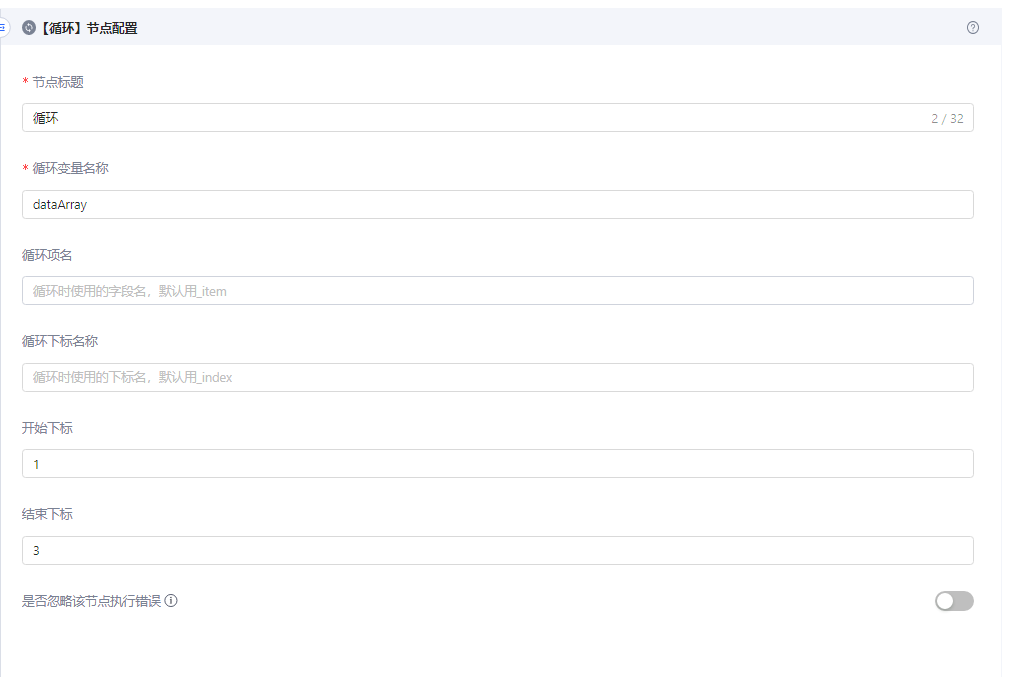 【循环】节点配置
* 节点标题
循环
2 / 32
* 循环变量名称
dataArray
循环项名
循环时使用的字段名，默认用_item
循环下标名称
循环时使用的下标名，默认用_index
开始下标
1
结束下标
3
是否忽略该节点执行错误